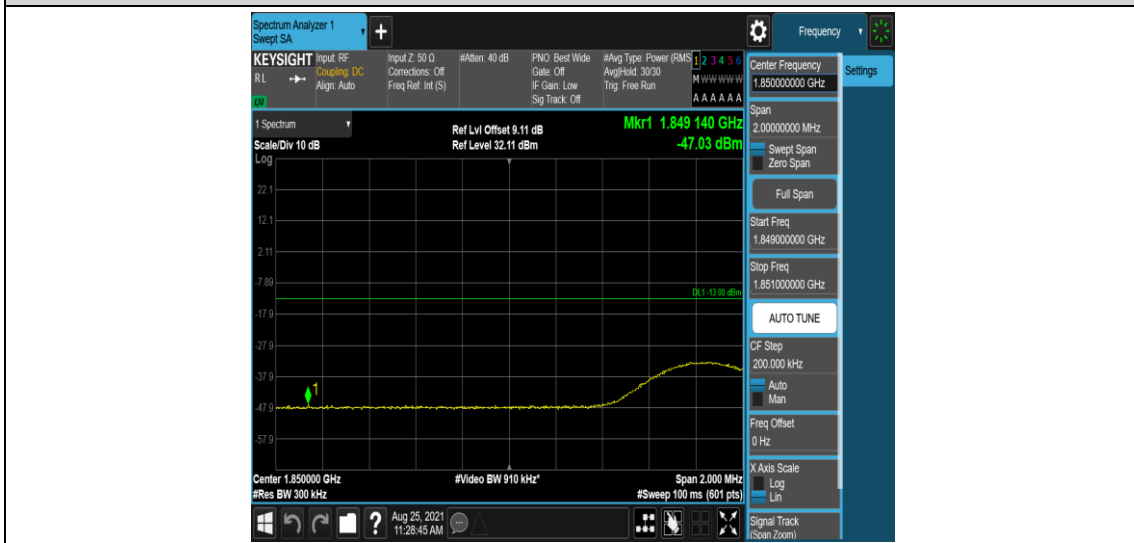 Spectrum Analyzer 1
Swept SA
+
Frequency
KEYSIGHT
RL
LXI
Input: RF
Coupling: DC
Align: Auto
Input Z: 50 Ω
Corrections: Off
Freq Ref: Int (S)
#Atten: 40 dB
PNO: Best Wide
Gate: Off
IF Gain: Low
Sig Track: Off
#Avg Type: Power (RMS
Avg|Hold: 30/30
Trig: Free Run
1 2 3 4 5 6
M W W W W W
A A A A A A
1 Spectrum
Scale/Div 10 dB
Ref Lvl Offset 9.11 dB
Ref Level 32.11 dBm
Mkr1 1.849 140 GHz
-47.03 dBm
Log
22.1
12.1
2.11
-7.89
DL1 -13.00 dBm
-17.9
-27.9
-37.9
1
-47.9
-57.9
Center 1.850000 GHz
#Video BW 910 kHz*
Span 2.000 MHz
#Res BW 300 kHz
#Sweep 100 ms (601 pts)
?
Aug 25, 2021
11:28:45 AM
Center Frequency
1.850000000 GHz
Settings
Span
2.00000000 MHz
Swept Span
Zero Span
Full Span
Start Freq
1.849000000 GHz
Stop Freq
1.851000000 GHz
AUTO TUNE
CF Step
200.000 kHz
Auto
Man
Freq Offset
0 Hz
X Axis Scale
Log
Lin
Signal Track
(Span Zoom)